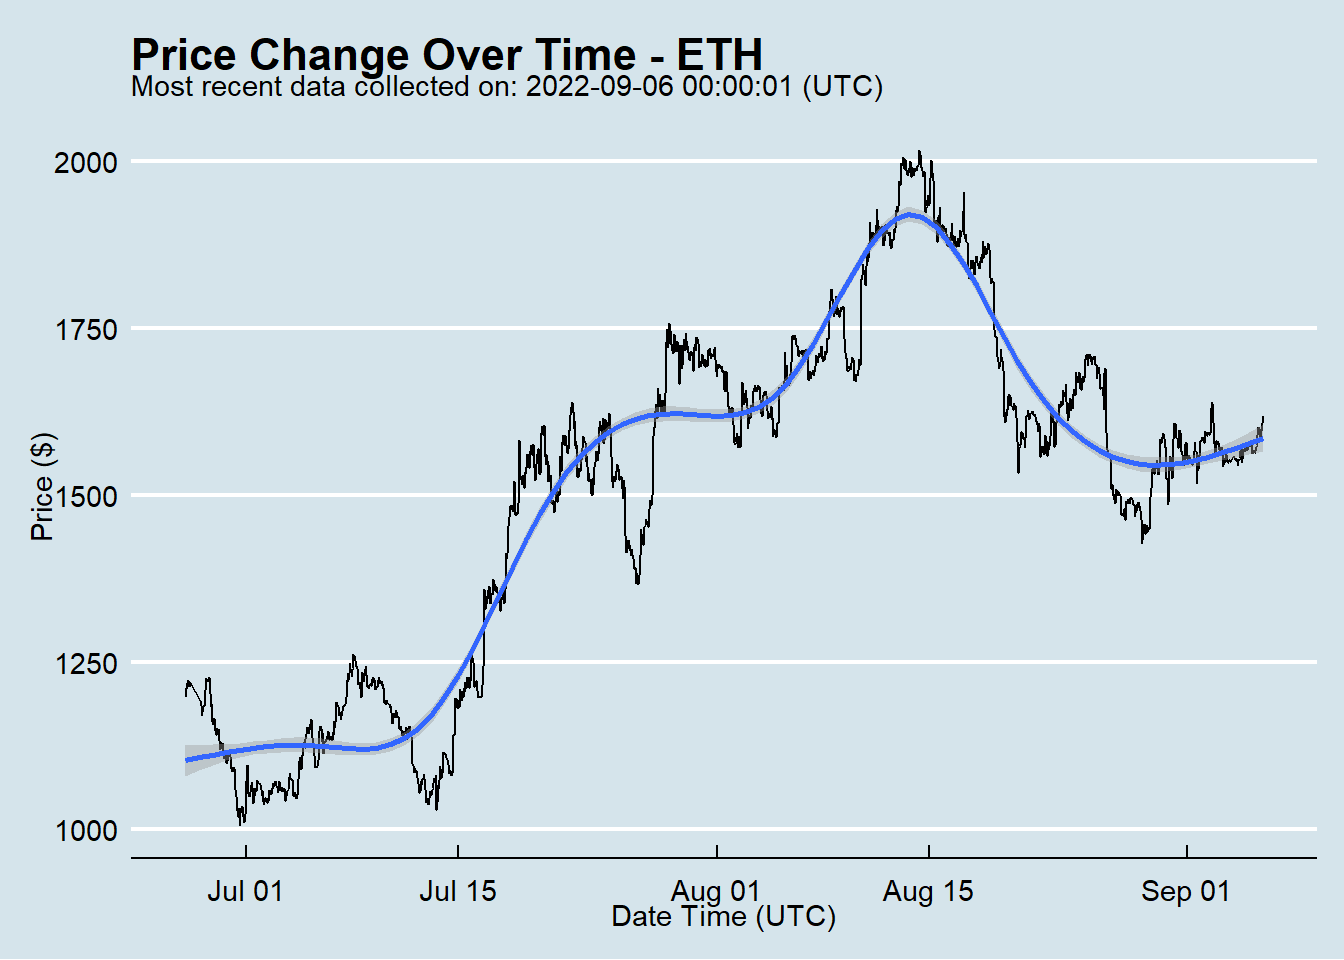 Price Change Over Time - ETH
Most recent data collected on: 2022-09-06 00:00:01 (UTC)
2000
1750
1500
1250
1000
Price ($)
Jul 01 Jul 15 Aug 01 Aug 15 Sep 01
Date Time (UTC)